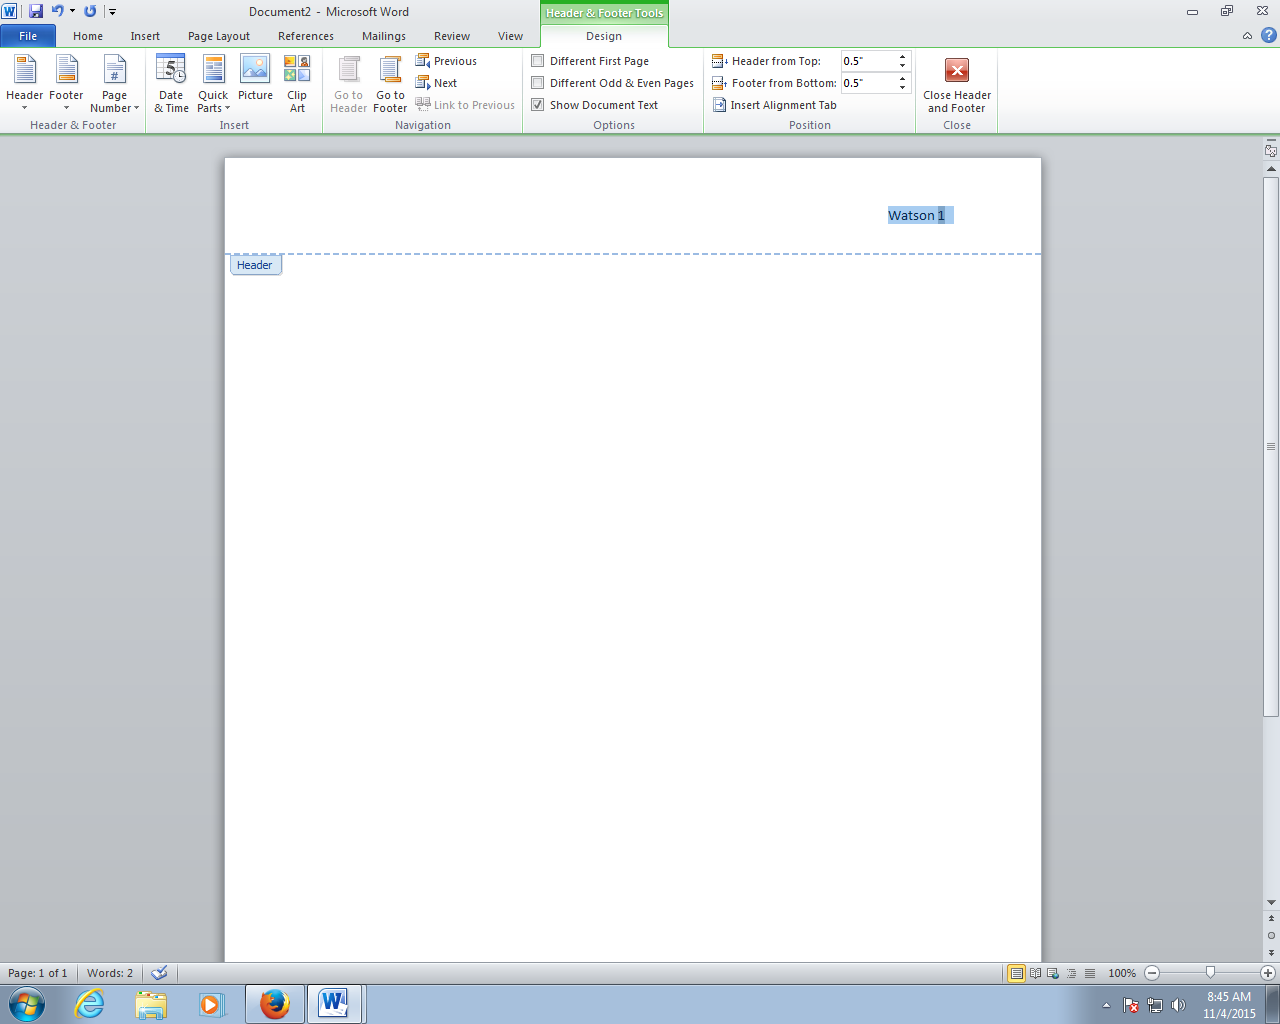 Document2 - Microsoft Word
Header & Footer Tools
File Home Insert Page Layout References Mailings Review View Design
Header
Footer
Page
Number
Header & Footer
Date
& Time
Quick
Parts
Picture
Clip
Art
Insert
Go to
Header
Go to
Footer
Previous
Next
Link to Previous
Navigation
Different First Page
Different Odd & Even Pages
Show Document Text
Options
Header from Top: 0.5"
Footer from Bottom: 0.5"
Insert Alignment Tab
Position
Close Header
and Footer
Close
Watson 1
Header
Page: 1 of 1 Words: 2 100%
8:45 AM
11/4/2015